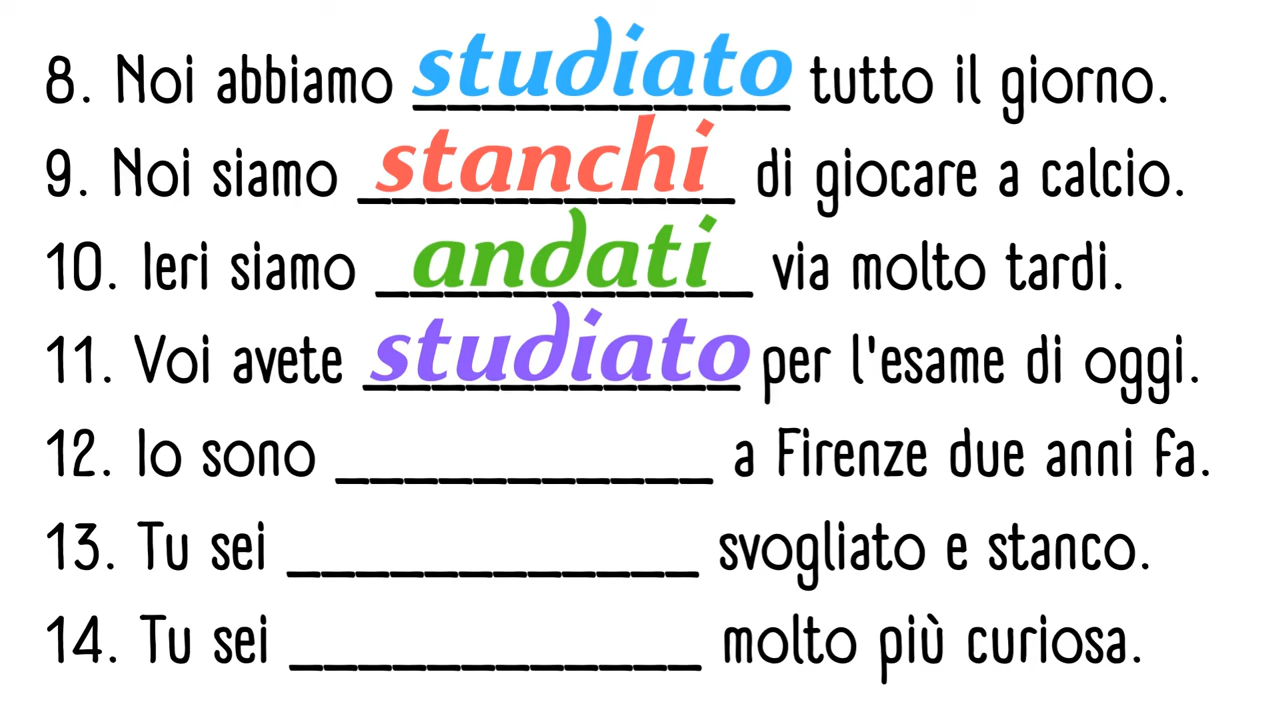 8. Noi abbiamo studiato tutto il giorno.
9. Noi siamo stanchi di giocare a calcio.
10. Ieri siamo andati via molto tardi.
11. Voi avete studiato per l'esame di oggi.
12. Io sono ___________ a Firenze due anni fa.
13. Tu sei ____________ svogliato e stanco.
14. Tu sei ____________ molto più curiosa.